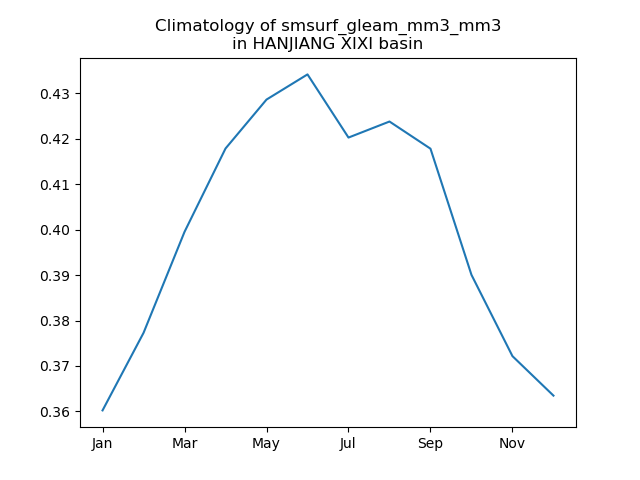 Climatology of smsurf_gleam_mm3_mm3
in HANJIANG XIXI basin
0.43
0.42
0.41
0.40
0.39
0.38
0.37
0.36
Jan Mar May Jul Sep Nov